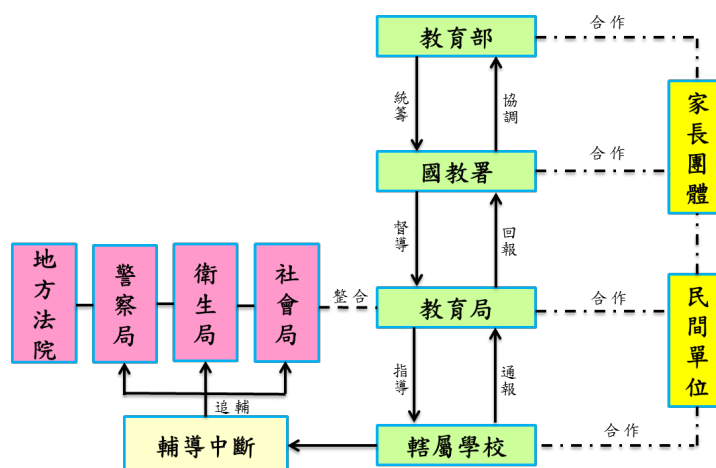 教育部
合作
統籌
協調
家長團體
國教署
合作
督導
回報
地方法院
警察局
衛生局
社會局
整合
教育局
合作
民間單位
指導
通報
追輔
輔導中斷
轄屬學校
合作